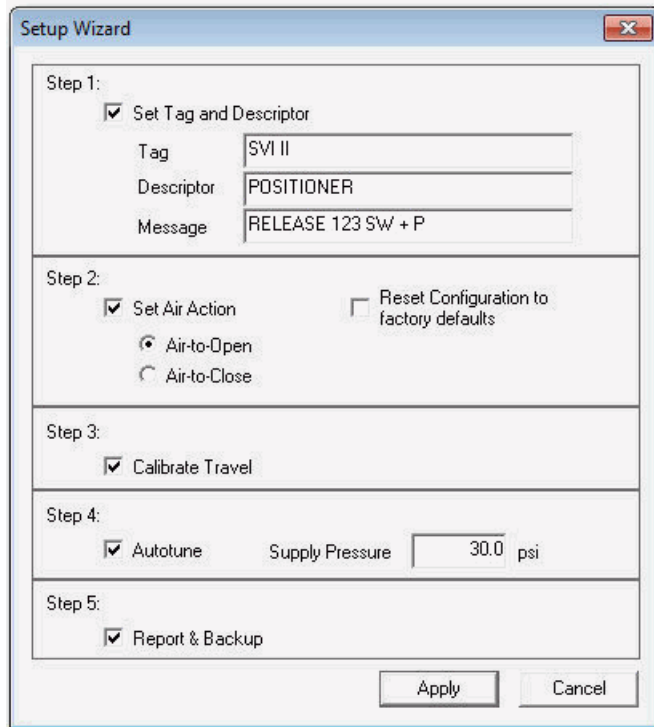 Setup Wizard
Step 1:
Set Tag and Descriptor
Tag SVI II
Descriptor POSITIONER
Message RELEASE 123 SW + P
Step 2:
Set Air Action
Reset Configuration to
factory defaults
Air-to-Open
Air-to-Close
Step 3:
Calibrate Travel
Step 4:
Autotune Supply Pressure 30.0 psi
Step 5:
Report & Backup
Apply Cancel